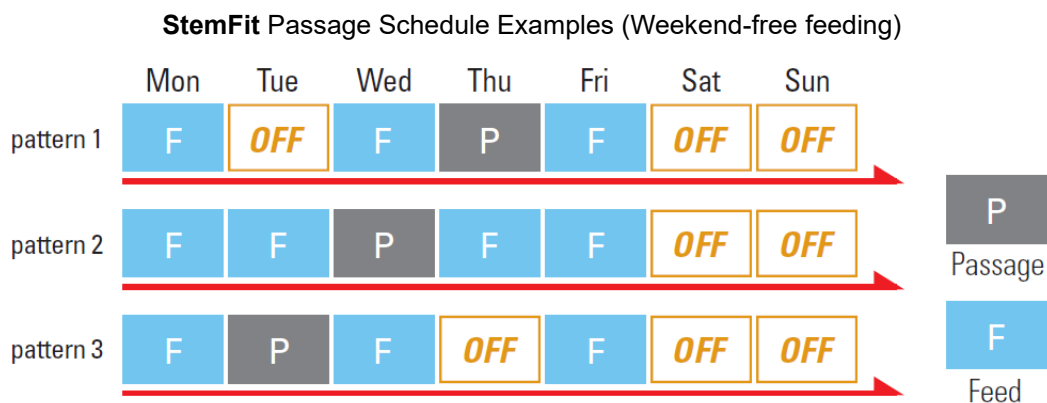 StemFit Passage Schedule Examples (Weekend-free feeding)
Mon Tue Wed Thu Fri Sat Sun
pattern 1 F OFF F P F OFF OFF
pattern 2 F F P F F OFF OFF
pattern 3 F P F OFF F OFF OFF
P
Passage
F
Feed